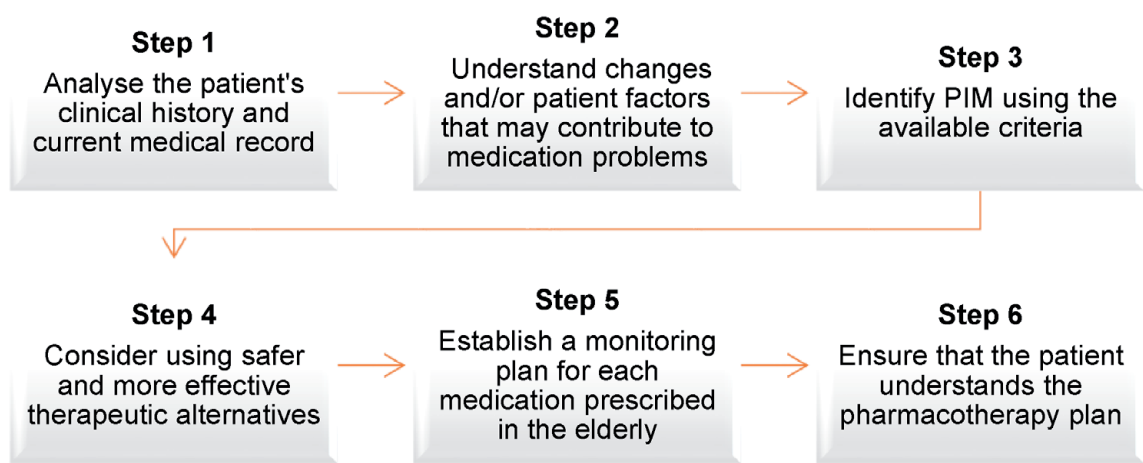 Step 1
Analyse the patient's
clinical history and
current medical record
Step 2
Understand changes
and/or patient factors
that may contribute to
medication problems
Step 3
Identify PIM using the
available criteria
Step 4
Consider using safer
and more effective
therapeutic alternatives
Step 5
Establish a monitoring
plan for each
medication prescribed
in the elderly
Step 6
Ensure that the patient
understands the
pharmacotherapy plan